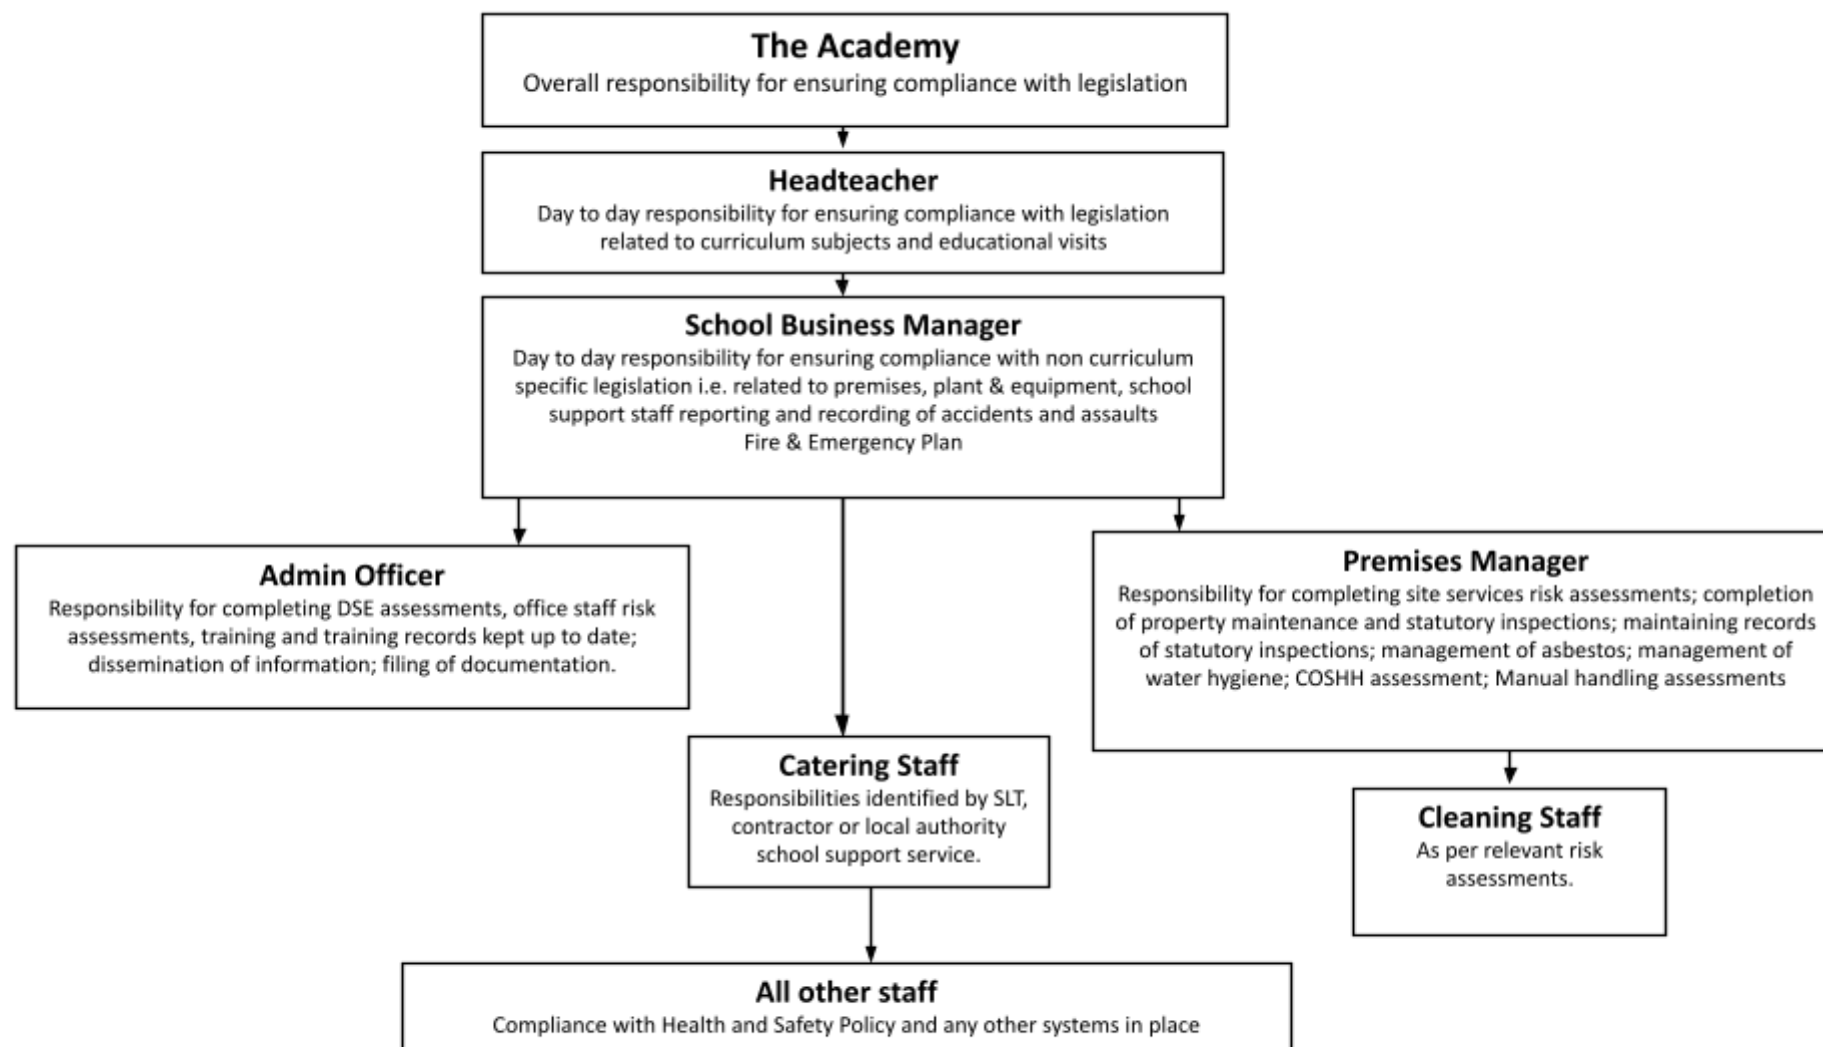 The Academy
Overall responsibility for ensuring compliance with legislation
Headteacher
Day to day responsibility for ensuring compliance with legislation
related to curriculum subjects and educational visits
School Business Manager
Day to day responsibility for ensuring compliance with non curriculum
specific legislation i.e. related to premises, plant & equipment, school
support staff reporting and recording of accidents and assaults
Fire & Emergency Plan
Admin Officer
Responsibility for completing DSE assessments, office staff risk
assessments, training and training records kept up to date;
dissemination of information; filing of documentation.
Premises Manager
Responsibility for completing site services risk assessments; completion
of property maintenance and statutory inspections; maintaining records
of statutory inspections; management of asbestos; management of
water hygiene; COSHH assessment; Manual handling assessments
Catering Staff
Responsibilities identified by SLT,
contractor or local authority
school support service.
Cleaning Staff
As per relevant risk
assessments.
All other staff
Compliance with Health and Safety Policy and any other systems in place